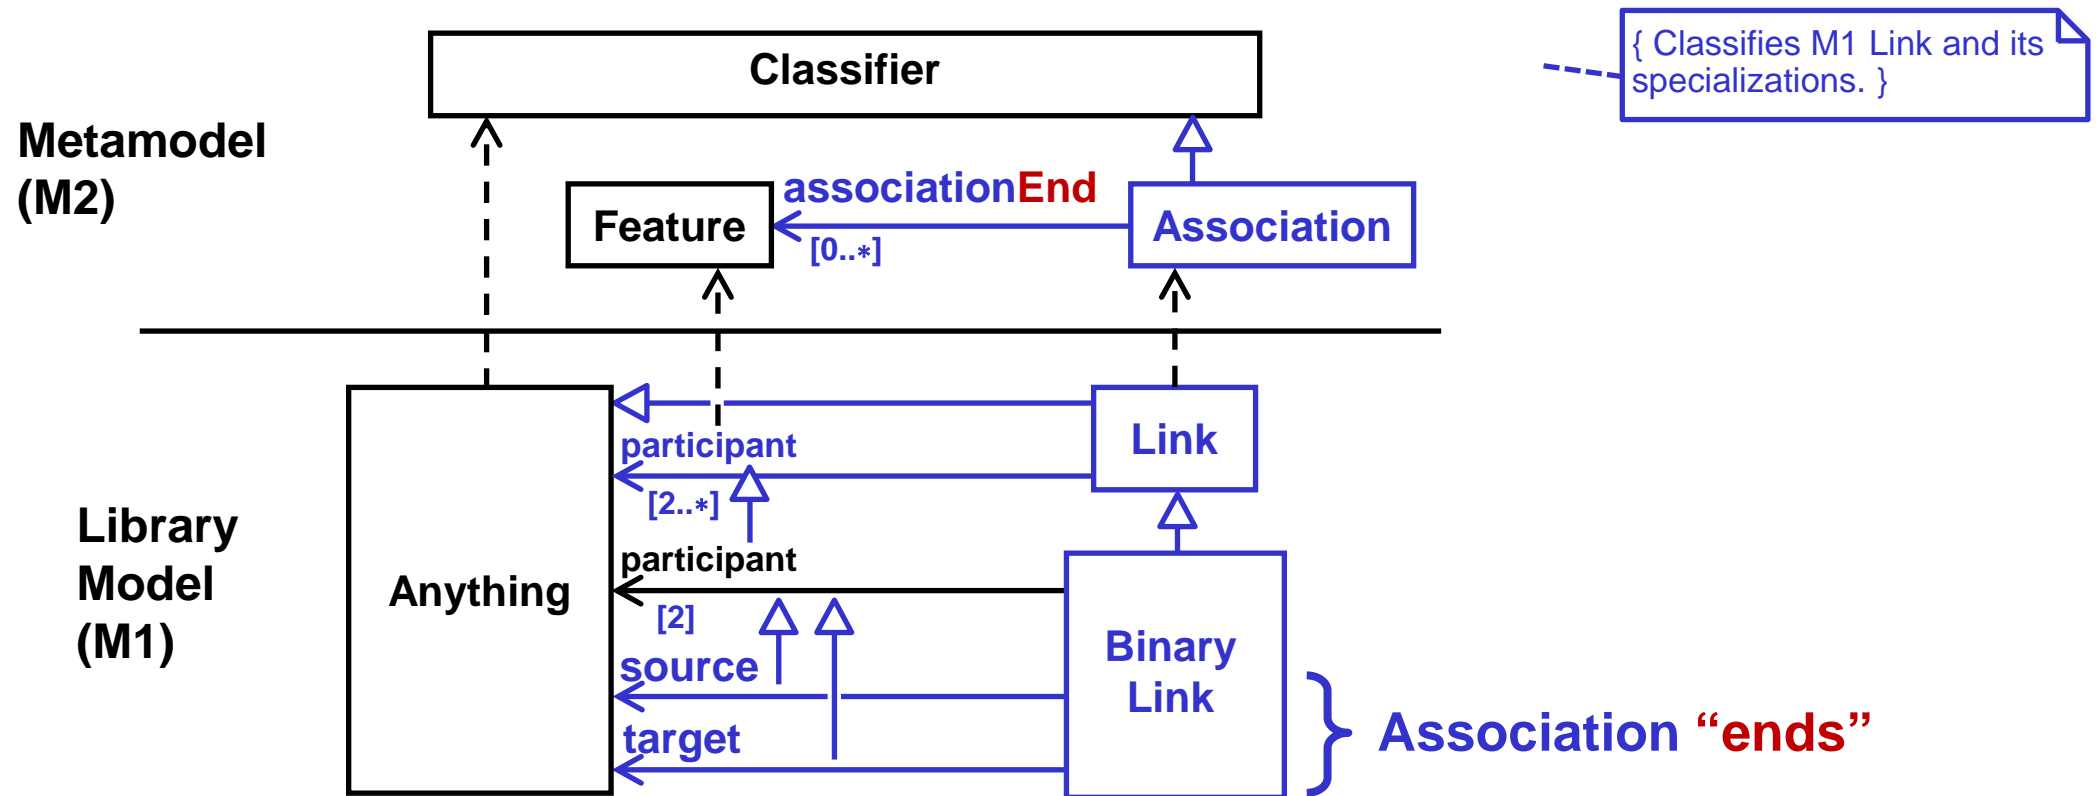 Classifier
{ Classifies M1 Link and its
specializations. }
Metamodel
(M2)
associationEnd
Feature
[0..*]
Association
participant
[2..*]
Link
Library
Model
(M1)
Anything
participant
[2]
source
target
Binary
Link
Association “ends”